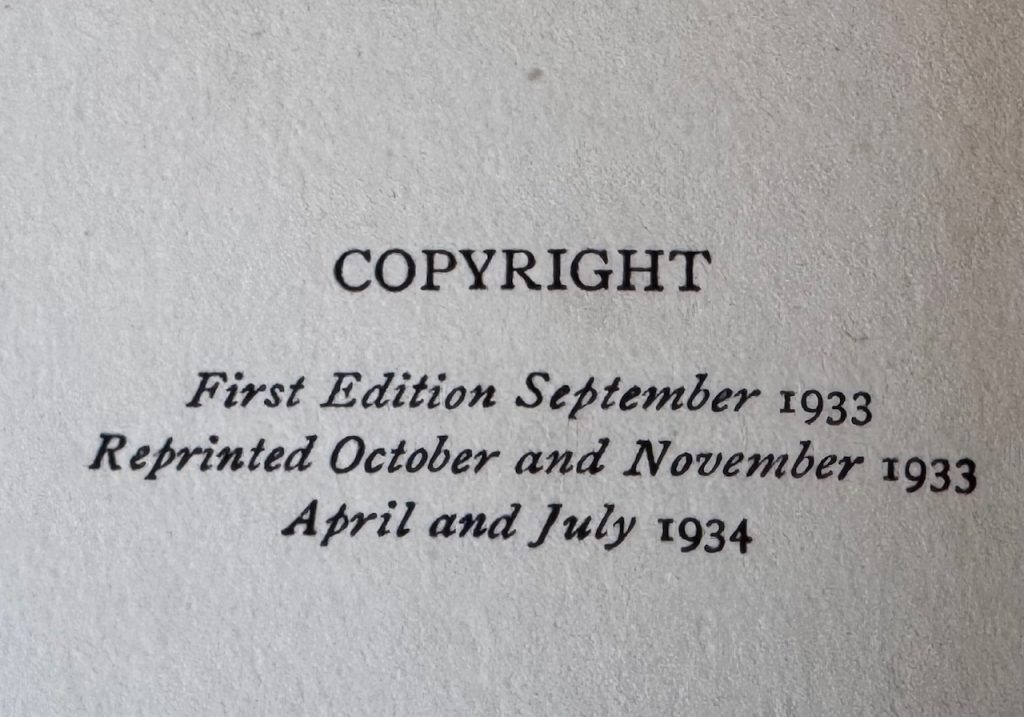 COPYRIGHT
First Edition September 1933
Reprinted October and November 1933
April and July 1934